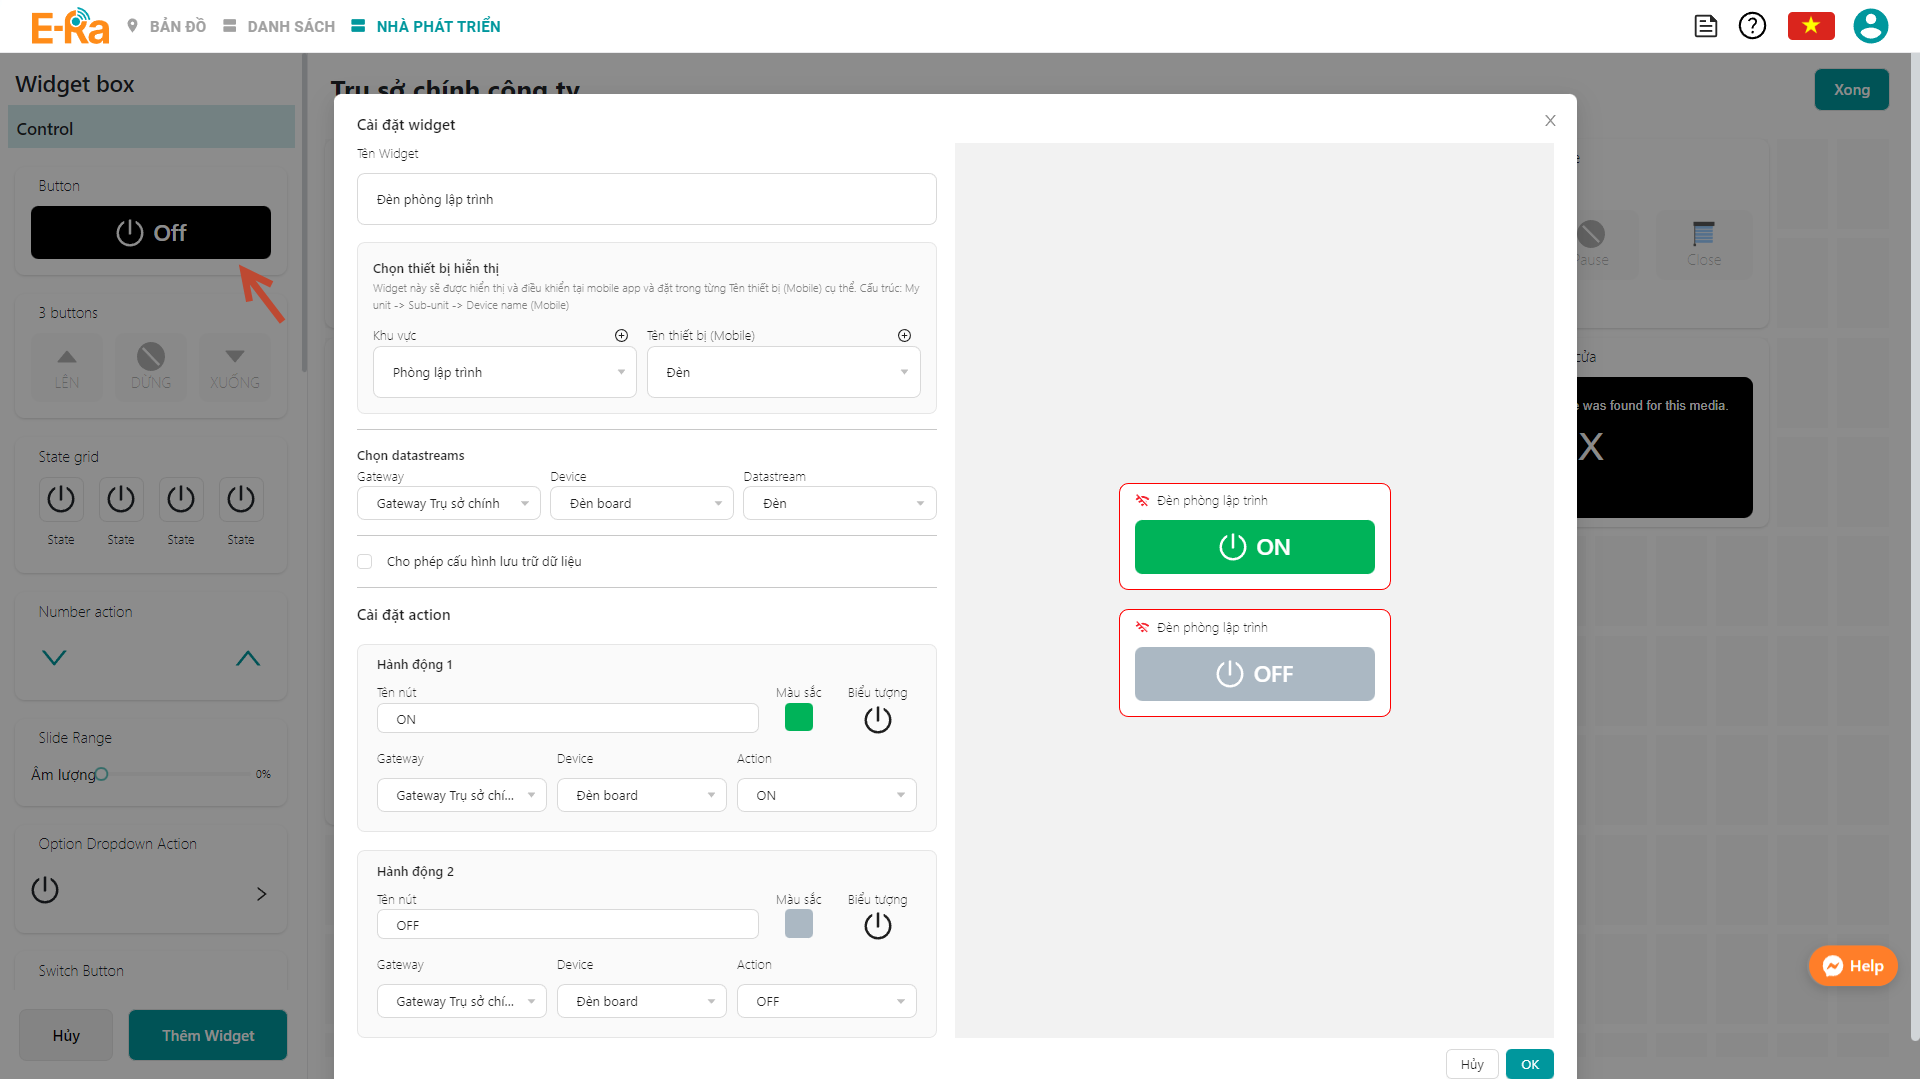 E-Ra
BẢN ĐỒ
DANH SÁCH
NHÀ PHÁT TRIỂN
Widget box
Trụ sở chính công ty
Xong
Control
Button
Off
3 buttons
LÊN
DỪNG
XUỐNG
State grid
State
State
State
State
Number action
Slide Range
Âm lượng
0%
Option Dropdown Action
Switch Button
Hủy
Thêm Widget
Cài đặt widget
Tên Widget
Đèn phòng lập trình
Chọn thiết bị hiễn thị
Widget này sẽ được hiển thị và điều khiển tại mobile app và đặt trong từng Tên thiết bị (Mobile) cụ thể. Cấu trúc: My
unit -> Sub-unit -> Device name (Mobile)
Khu vực
Tên thiết bị (Mobile)
Phòng lập trình
Đèn
Chọn datastreams
Gateway
Device
Datastream
Gateway Trụ sở chính
Đèn board
Đèn
Cho phép cấu hình lưu trữ dữ liệu
Cài đặt action
Hành động 1
Tên nút
Màu sắc
Biểu tượng
ON
Gateway
Device
Action
Gateway Trụ sở chí...
Đèn board
ON
Hành động 2
Tên nút
Màu sắc
Biểu tượng
OFF
Gateway
Device
Action
Gateway Trụ sở chí...
Đèn board
OFF
Đèn phòng lập trình
ON
Đèn phòng lập trình
OFF
Hủy
OK
Pause
Close
cửa
was found for this media.
X
Help